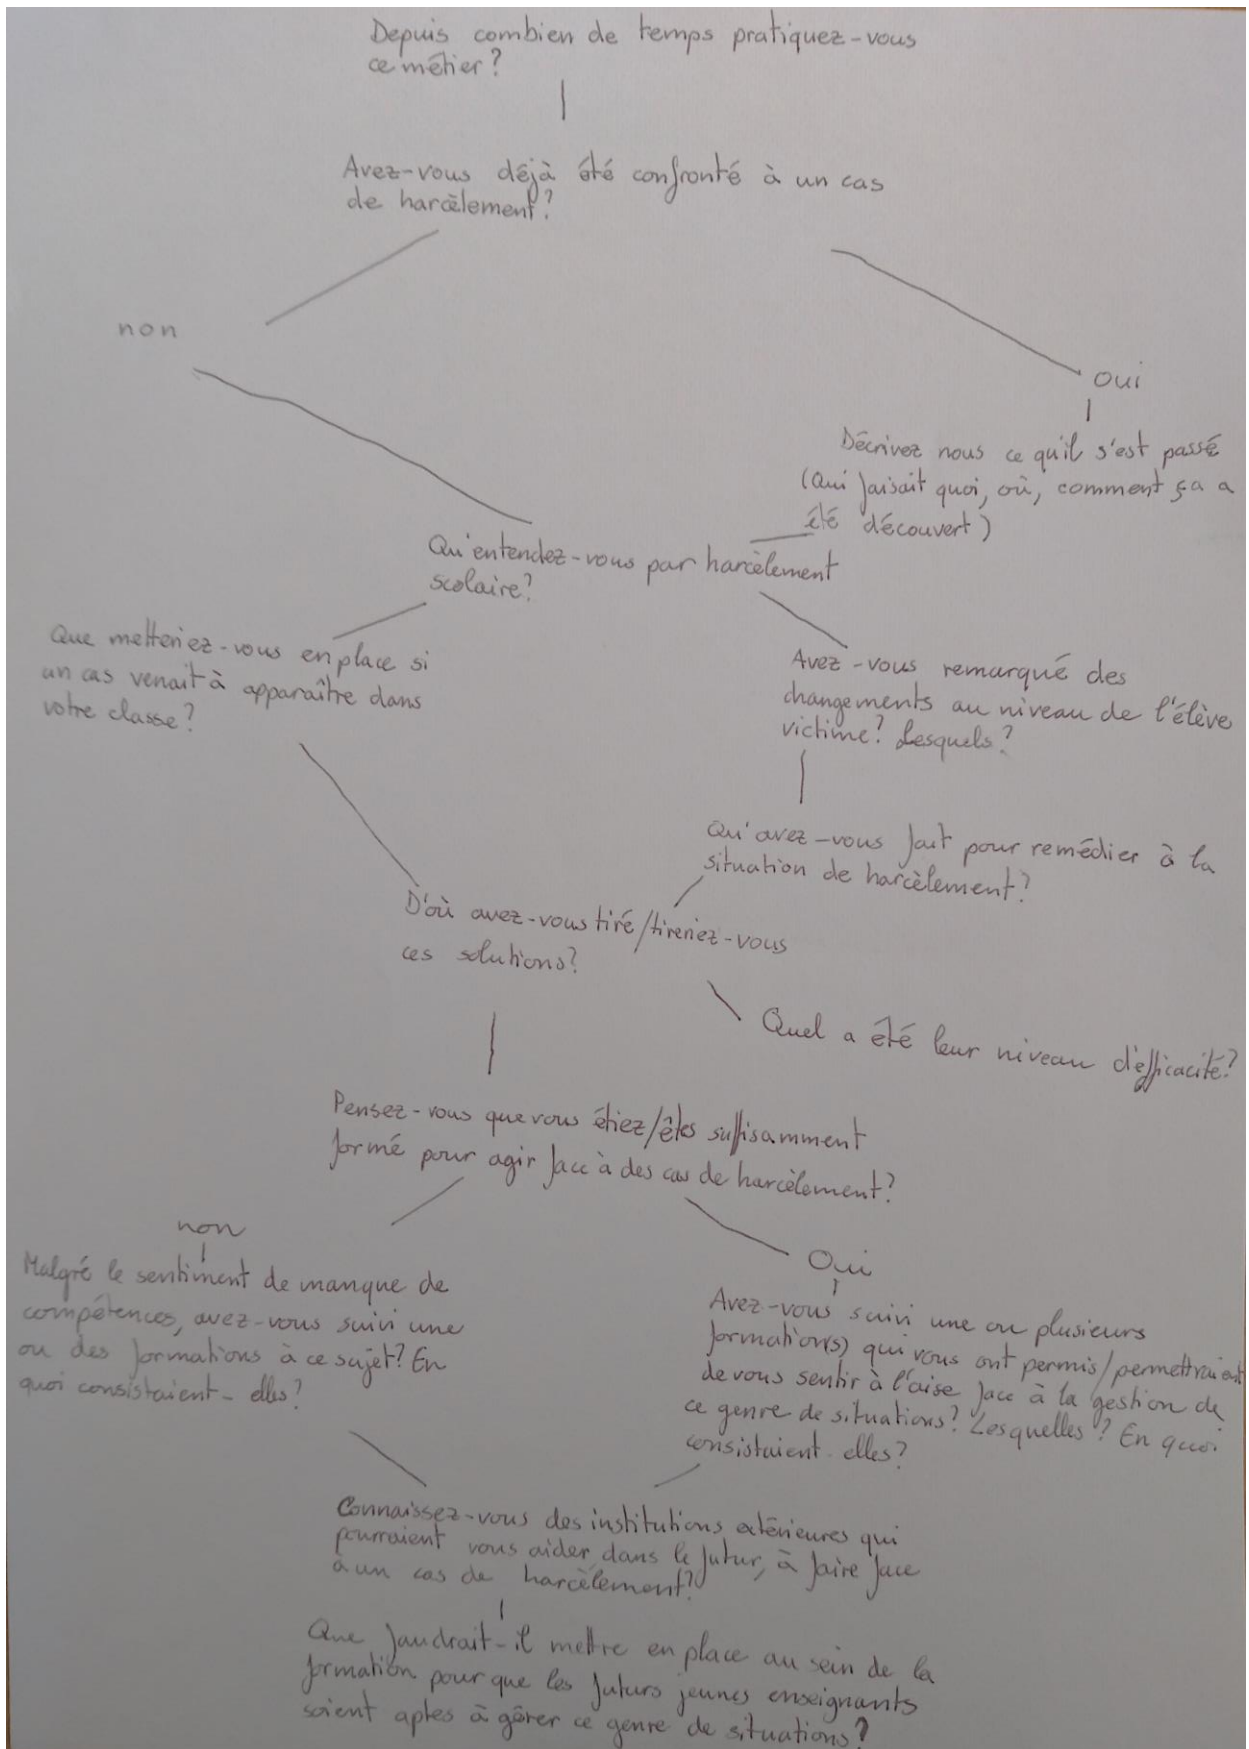 Depuis combien de temps pratiquez-vous
ce métier?
Avez-vous déjà été confronté à un cas
de harcèlement?
non
oui
Décrivez nous ce qu'il s'est passé
(Qui faisait quoi, où, comment ça a
été découvert)
Qu'entendez-vous par harcèlement
scolaire?
Que metteriez-vous en place si
un cas venait à apparaître dans
votre classe?
Avez-vous remarqué des
changements au niveau de l'élève
victime? Lesquels?
Qu'avez-vous fait pour remédier à la
situation de harcèlement?
D'où avez-vous tiré/tireriez-vous
ces solutions?
Quel a été leur niveau d'efficacité?
Pensez-vous que vous étiez/êtes suffisamment
formé pour agir face à des cas de harcèlement?
non
Malgré le sentiment de manque de
compétences, avez-vous suivi une
ou des formations à ce sujet? En
quoi consistaient-elles?
Oui
Avez-vous suivi une ou plusieurs
formation(s) qui vous ont permis/permettraient
de vous sentir à l'aise face à la gestion de
ce genre de situations? Lesquelles? En quoi
consistaient-elles?
Connaissez-vous des institutions extérieures qui
pourraient vous aider, dans le futur, à faire face
à un cas de harcèlement?
Que faudrait-il mettre en place au sein de la
formation pour que les futurs jeunes enseignants
soient aptes à gérer ce genre de situations?